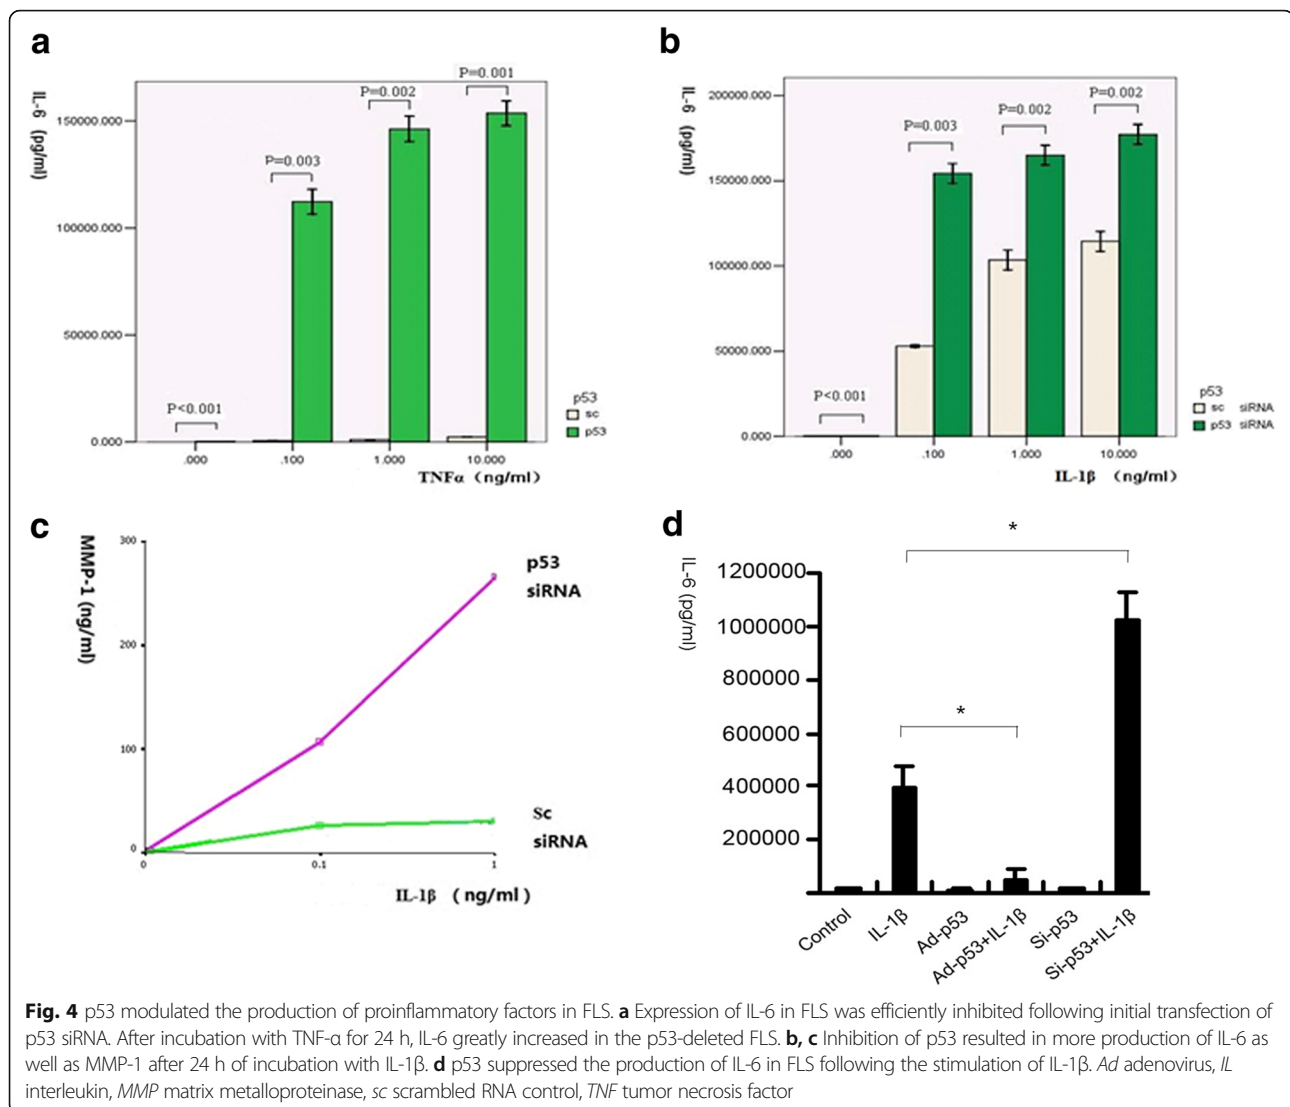 a
IL-6 (pg/ml)
150000.000
100000.000
50000.000
0.000
P<0.001
P=0.003
P=0.002
P=0.001
.000
.100
1.000
10.000
TNFα (ng/ml)
p53
sc
p53
b
IL-6 (pg/ml)
200000.000
150000.000
100000.000
50000.000
0.000
P<0.001
P=0.003
P=0.002
P=0.002
.000
.100
1.000
10.000
IL-1β (ng/ml)
p53
sc siRNA
p53 siRNA
c
MMP-1 (ng/ml)
300
200
100
0
0
0.1
1
IL-1β (ng/ml)
p53
siRNA
Sc
siRNA
d
IL-6 (pg/ml)
1200000
1000000
800000
600000
400000
200000
*
*
Control
IL-1β
Ad-p53
Ad-p53+IL-1β
Si-p53
Si-p53+IL-1β
Fig. 4 p53 modulated the production of proinflammatory factors in FLS. a Expression of IL-6 in FLS was efficiently inhibited following initial transfection of
p53 siRNA. After incubation with TNF-α for 24 h, IL-6 greatly increased in the p53-deleted FLS. b, c Inhibition of p53 resulted in more production of IL-6 as
well as MMP-1 after 24 h of incubation with IL-1β. d p53 suppressed the production of IL-6 in FLS following the stimulation of IL-1β. Ad adenovirus, IL
interleukin, MMP matrix metalloproteinase, sc scrambled RNA control, TNF tumor necrosis factor